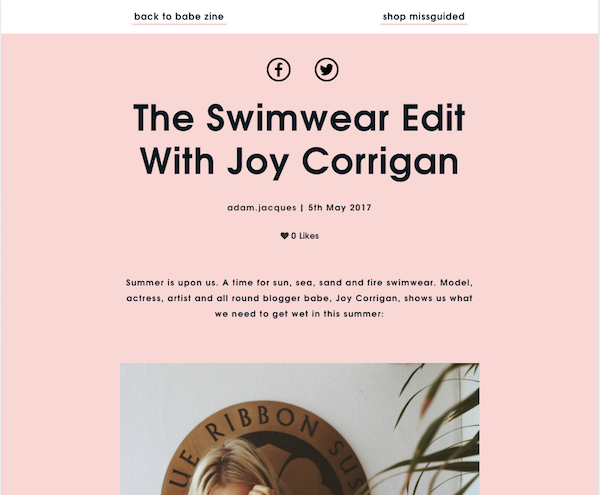 back to babe zine
shop missguided
The Swimwear Edit
With Joy Corrigan
adam.jacques | 5th May 2017
0 Likes
Summer is upon us. A time for sun, sea, sand and fire swimwear. Model,
actress, artist and all round blogger babe, Joy Corrigan, shows us what
we need to get wet in this summer:
UE RIBBON SUS